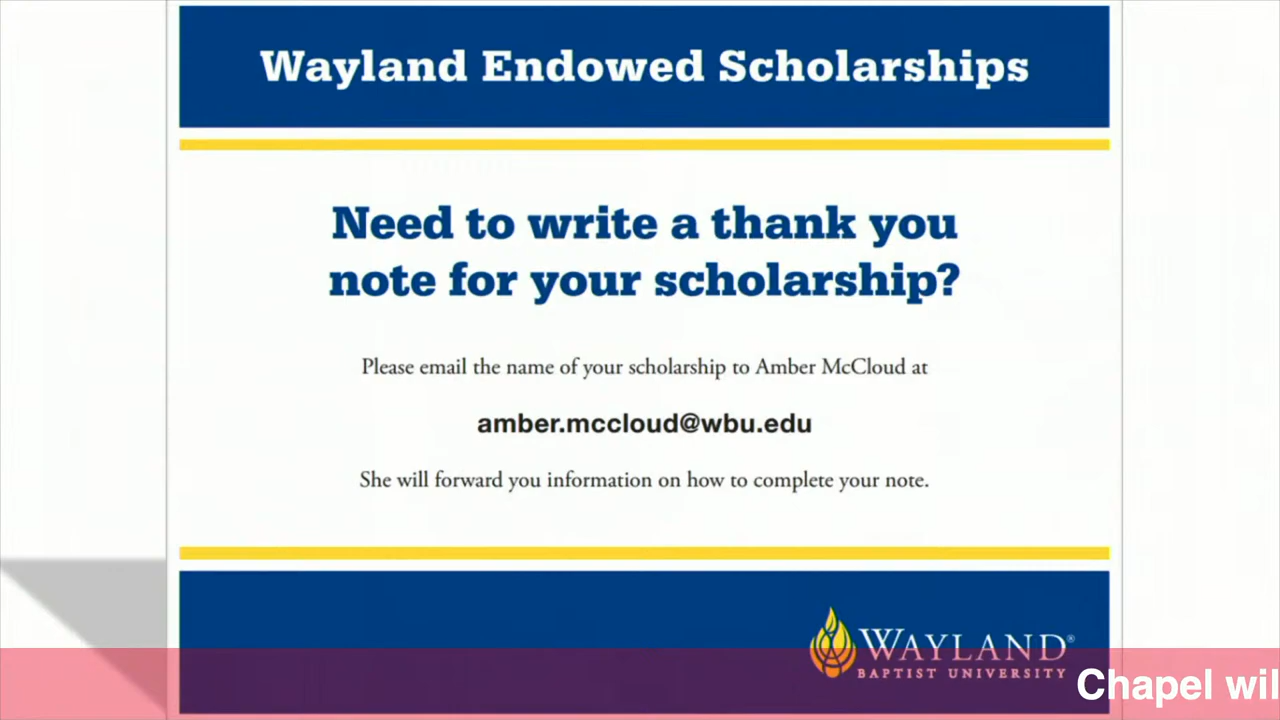 Wayland Endowed Scholarships
Need to write a thank you
note for your scholarship?
Please email the name of your scholarship to Amber McCloud at
amber.mccloud@wbu.edu
She will forward you information on how to complete your note.
WAYLAND®
BAPTIST UNIVERSITY
Chapel wil